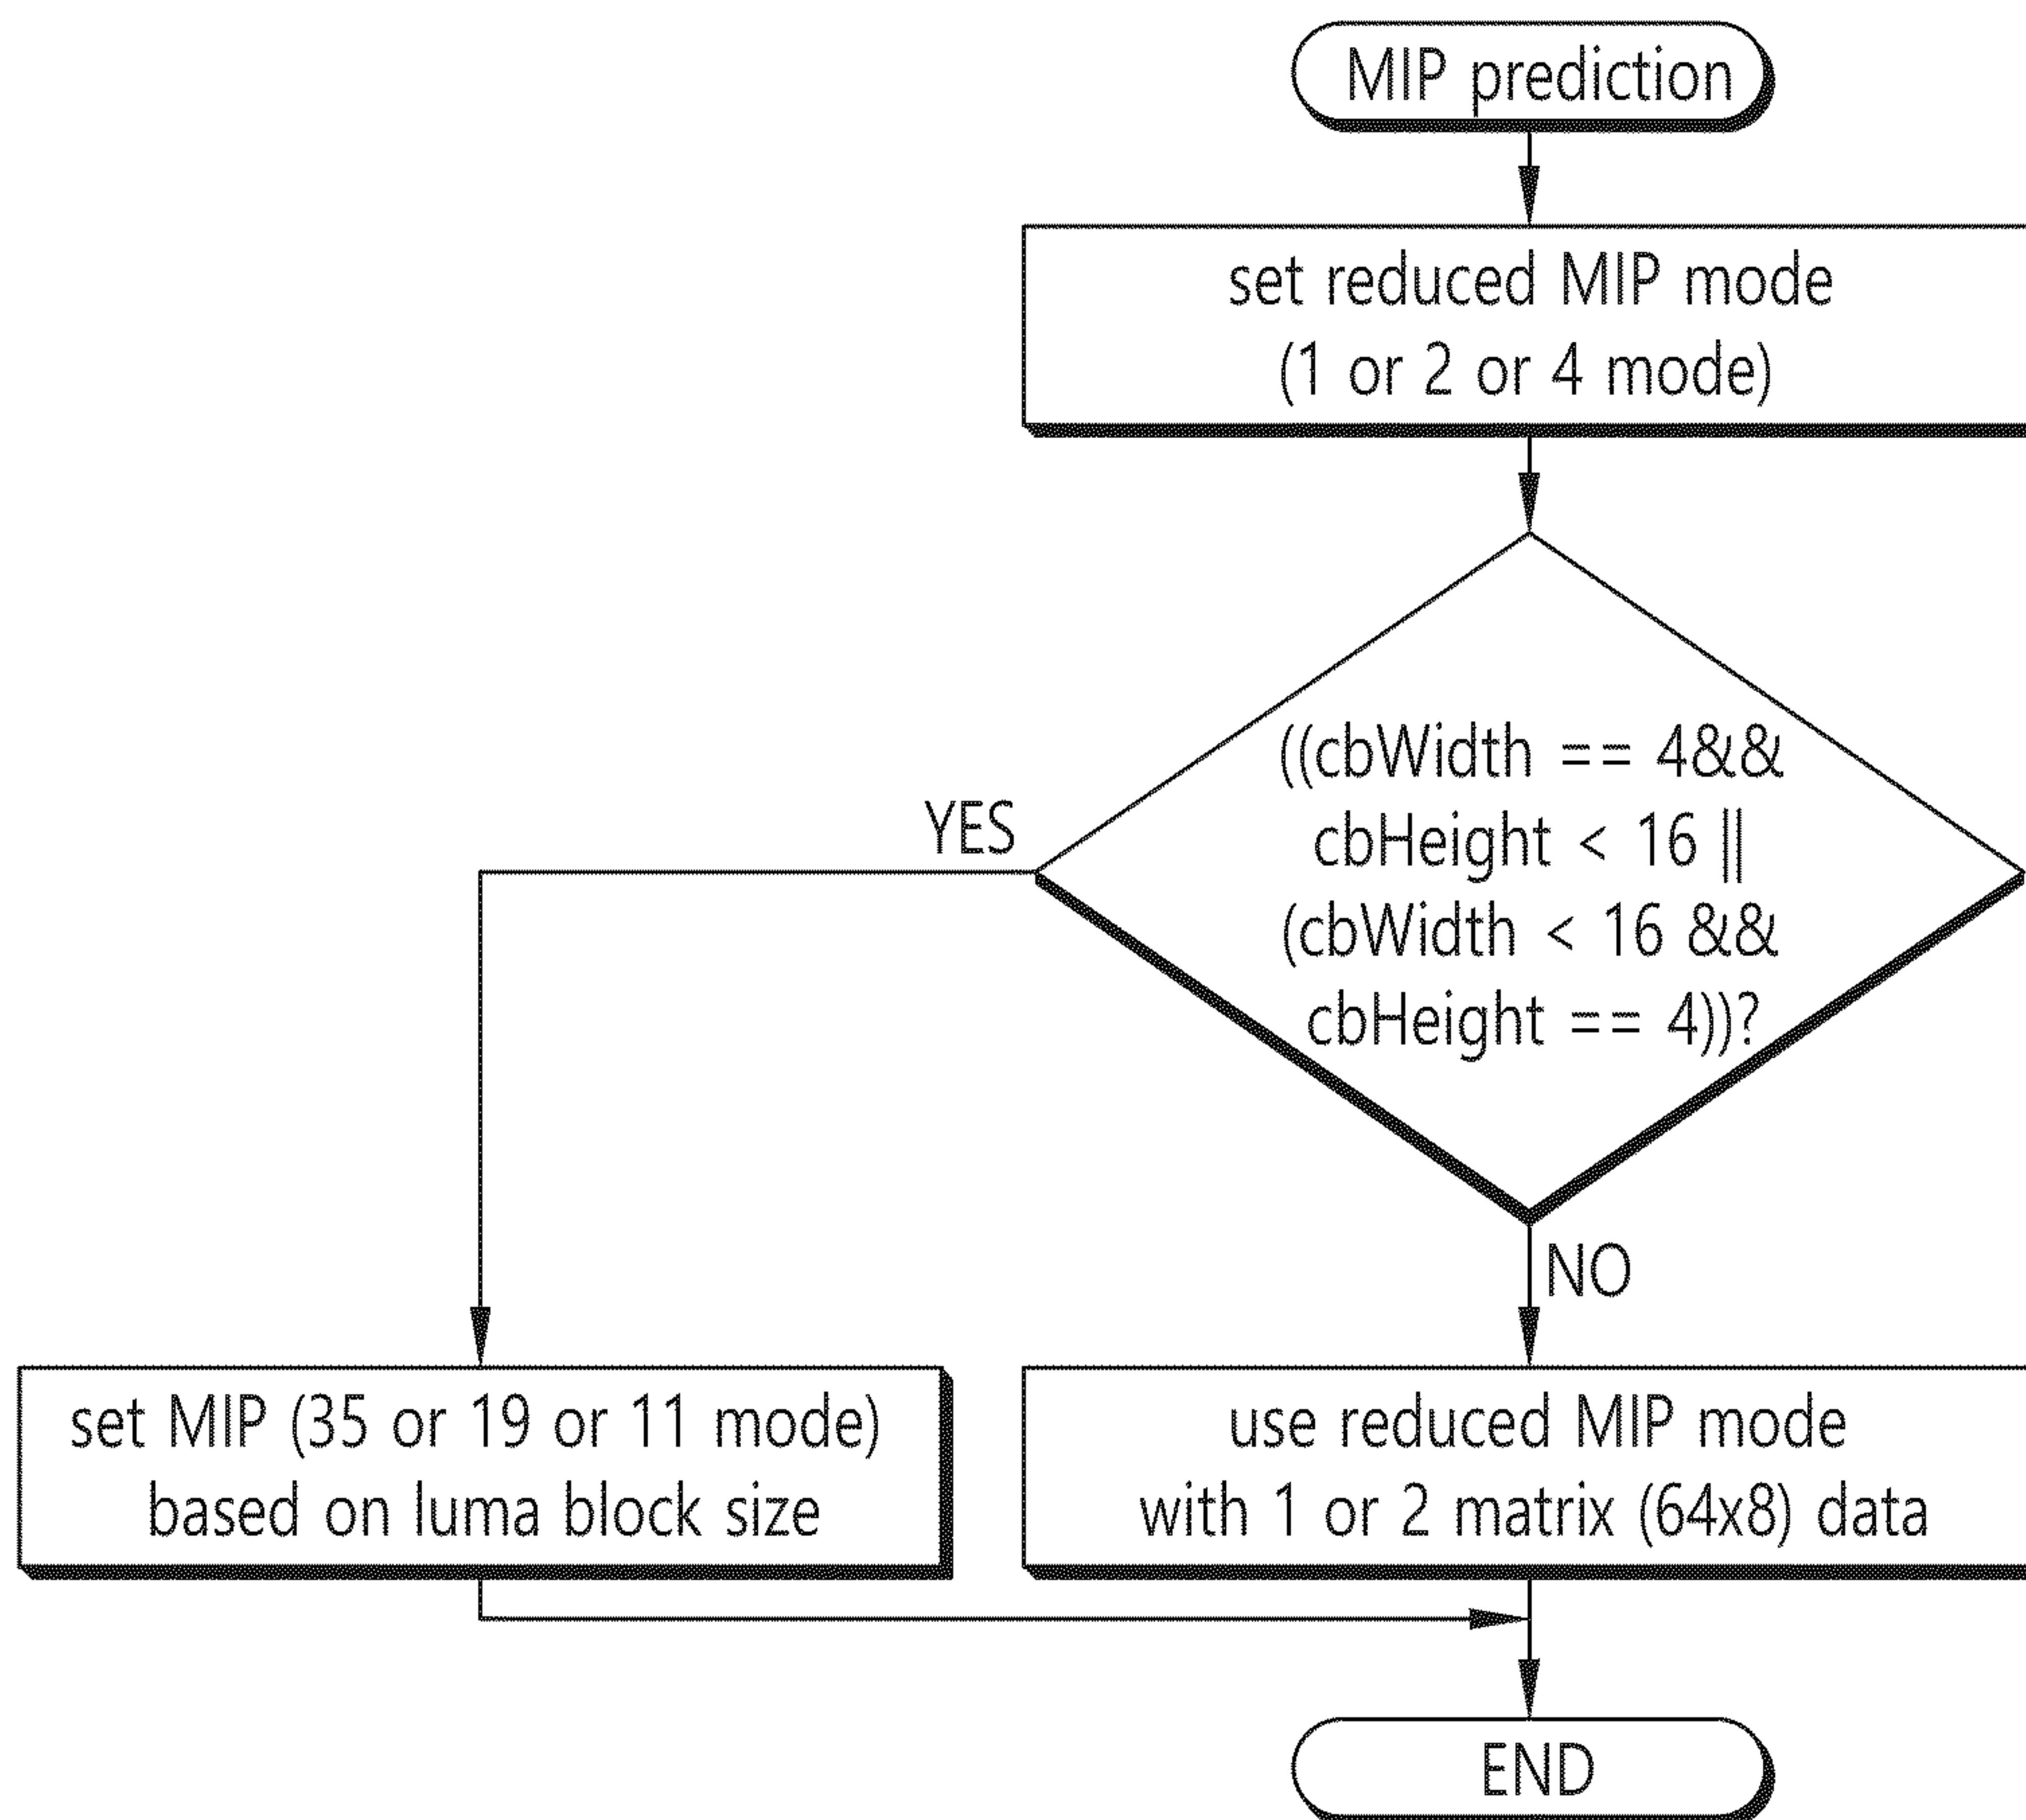 MIP prediction
set reduced MIP mode
(1 or 2 or 4 mode)
((cbWidth == 4&&
cbHeight < 16 ||
(cbWidth < 16 &&
cbHeight == 4))?
YES
NO
set MIP (35 or 19 or 11 mode)
based on luma block size
use reduced MIP mode
with 1 or 2 matrix (64x8) data
END